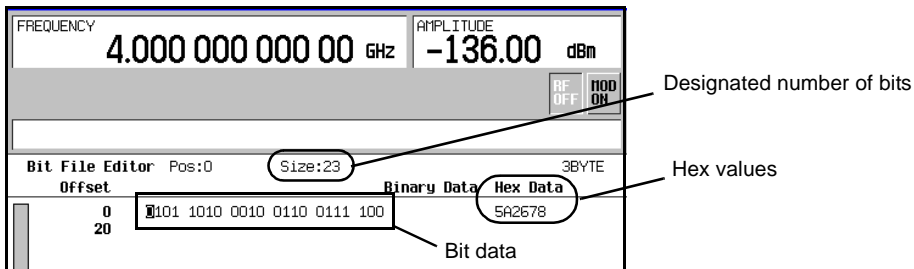 FREQUENCY
4.000 000 000 00 GHz
AMPLITUDE
-136.00 dBm
RF OFF
MOD ON
Designated number of bits
Bit File Editor Pos:0 Size:23 3BYTE
Hex values
Offset Binary Data Hex Data
0 0101 1010 0010 0110 0111 100 5A2678
20
Bit data